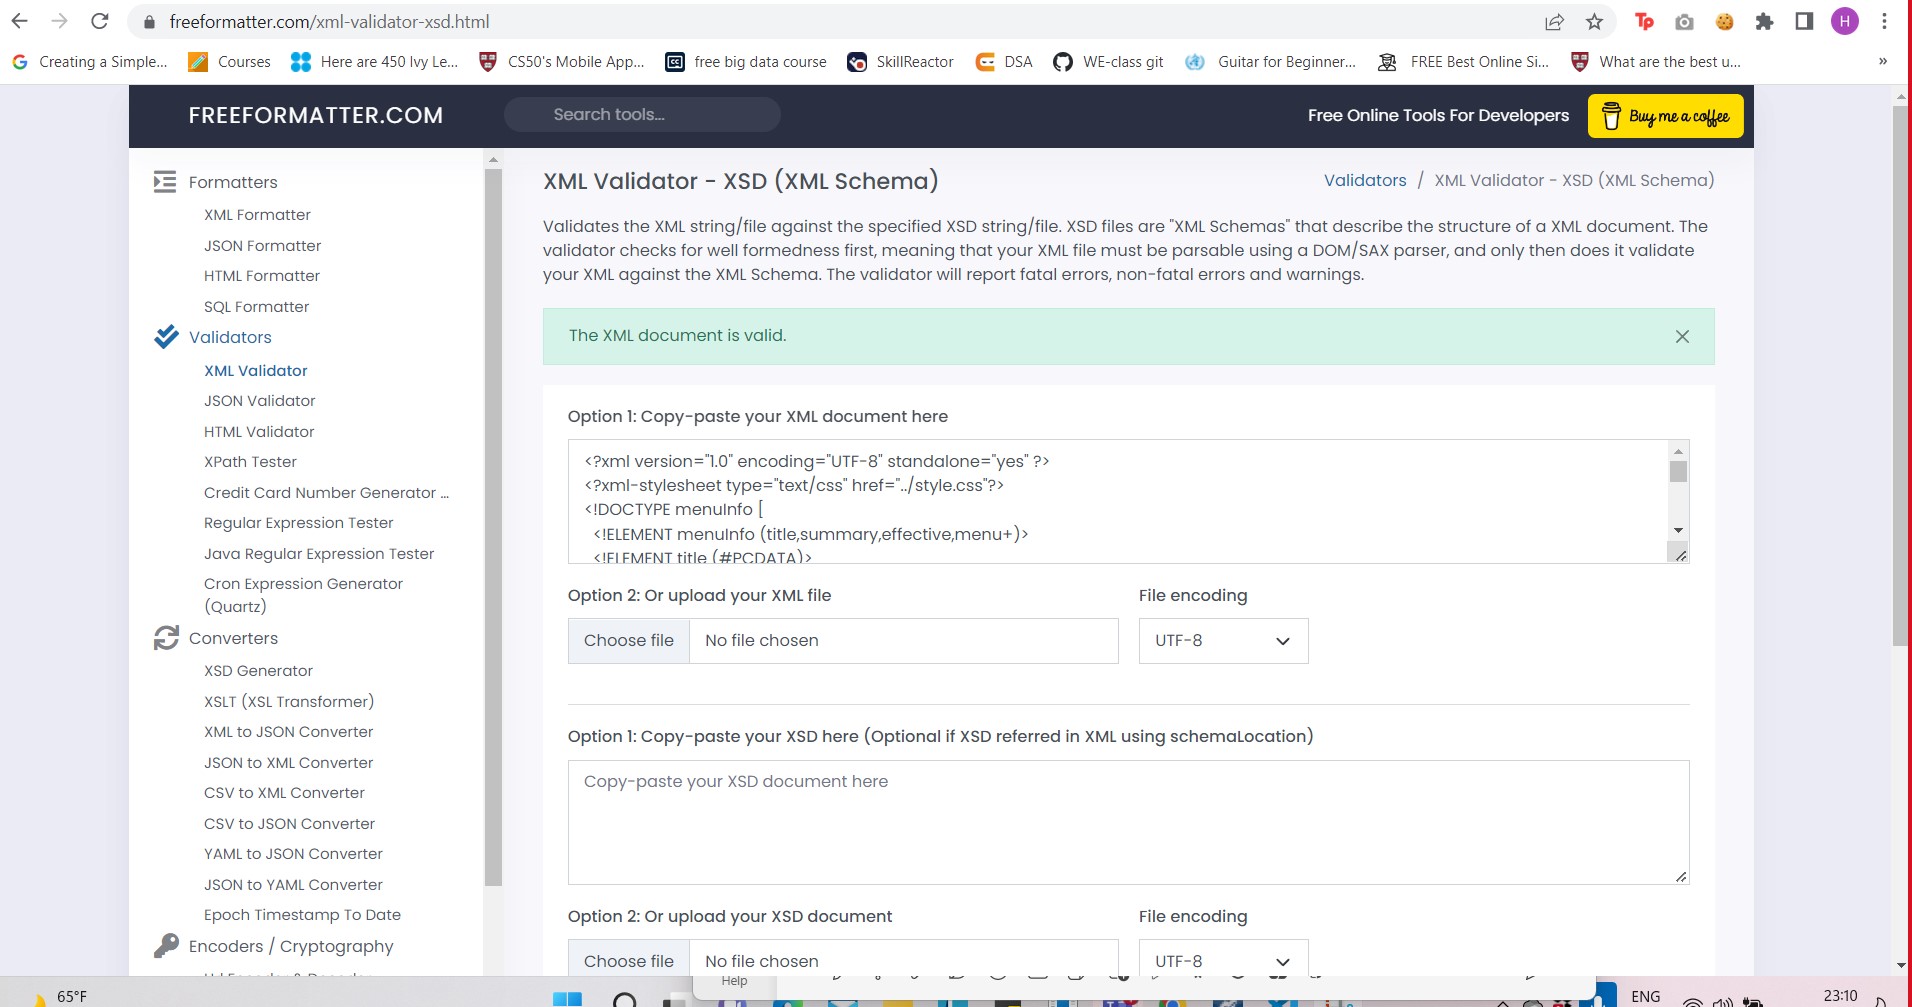 freeformatter.com/xml-validator-xsd.html
Tp
H
Creating a Simple...
Courses
Here are 450 Ivy Le...
CS50's Mobile App...
free big data course
SkillReactor
DSA
WE-class git
Guitar for Beginner...
FREE Best Online Si...
What are the best u...
»
FREEFORMATTER.COM
Search tools...
Free Online Tools For Developers
Buy me a coffee
Formatters
XML Formatter
JSON Formatter
HTML Formatter
SQL Formatter
Validators
XML Validator
JSON Validator
HTML Validator
XPath Tester
Credit Card Number Generator ...
Regular Expression Tester
Java Regular Expression Tester
Cron Expression Generator
(Quartz)
Converters
XSD Generator
XSLT (XSL Transformer)
XML to JSON Converter
JSON to XML Converter
CSV to XML Converter
CSV to JSON Converter
YAML to JSON Converter
JSON to YAML Converter
Epoch Timestamp To Date
Encoders / Cryptography
XML Validator - XSD (XML Schema)
Validators / XML Validator - XSD (XML Schema)
Validates the XML string/file against the specified XSD string/file. XSD files are "XML Schemas" that describe the structure of a XML document. The
validator checks for well formedness first, meaning that your XML file must be parsable using a DOM/SAX parser, and only then does it validate
your XML against the XML Schema. The validator will report fatal errors, non-fatal errors and warnings.
The XML document is valid.
Option 1: Copy-paste your XML document here
<?xml version="1.0" encoding="UTF-8" standalone="yes" ?>
<?xml-stylesheet type="text/css" href="../style.css"?>
<!DOCTYPE menuInfo [
<!ELEMENT menuInfo (title,summary,effective,menu+)>
<!ELEMENT title (#PCDATA)>
Option 2: Or upload your XML file
File encoding
Choose file
No file chosen
UTF-8
Option 1: Copy-paste your XSD here (Optional if XSD referred in XML using schemaLocation)
Copy-paste your XSD document here
Option 2: Or upload your XSD document
File encoding
Choose file
No file chosen
UTF-8
Help
65°F
ENG
23:10